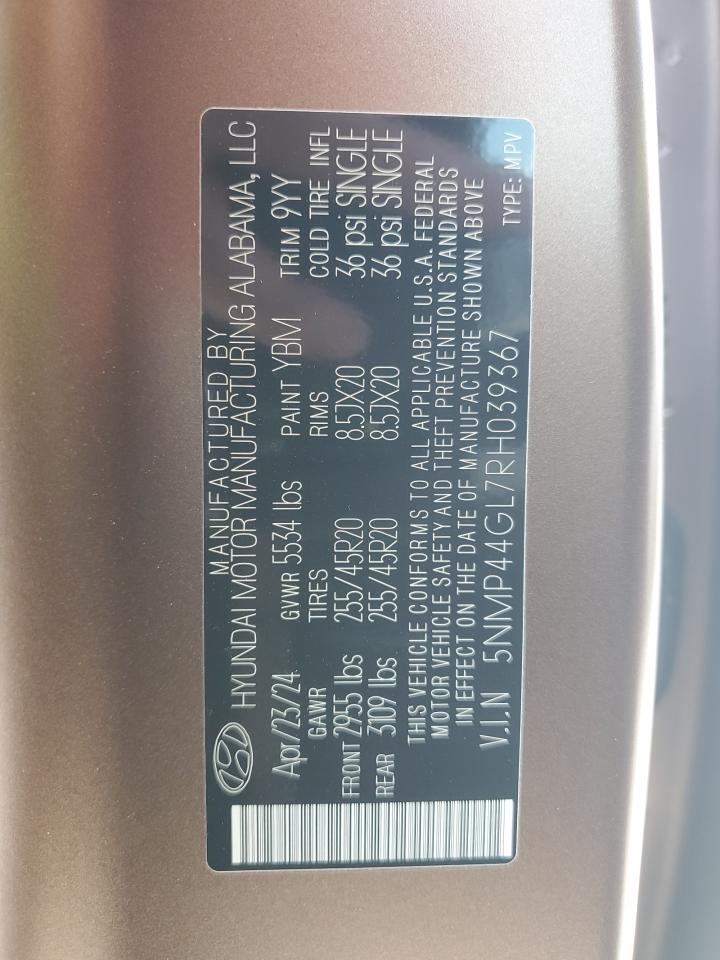 MANUFACTURED BY
HYUNDAI MOTOR MANUFACTURING ALABAMA, LLC
Apr/23/24 GVWR 5534 lbs PAINT YBM TRIM 9YY
GAWR TIRES RIMS COLD TIRE INFL
FRONT 2955 lbs 255/45R20 8.5JX20 36 psi SINGLE
REAR 3109 lbs 255/45R20 8.5JX20 36 psi SINGLE
THIS VEHICLE CONFORMS TO ALL APPLICABLE U.S.A. FEDERAL
MOTOR VEHICLE SAFETY AND THEFT PREVENTION STANDARDS
IN EFFECT ON THE DATE OF MANUFACTURE SHOWN ABOVE
V.I.N 5NMP44GL7RH039367 TYPE: MPV